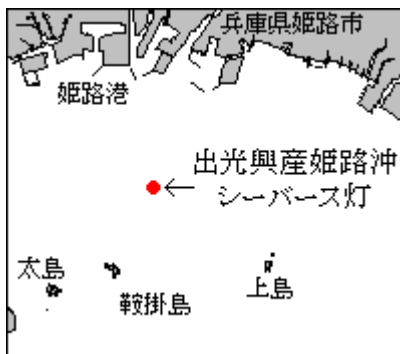 兵庫県姫路市
姫路港
出光興産姫路沖
シーバース灯
太島
鞍掛島
上島